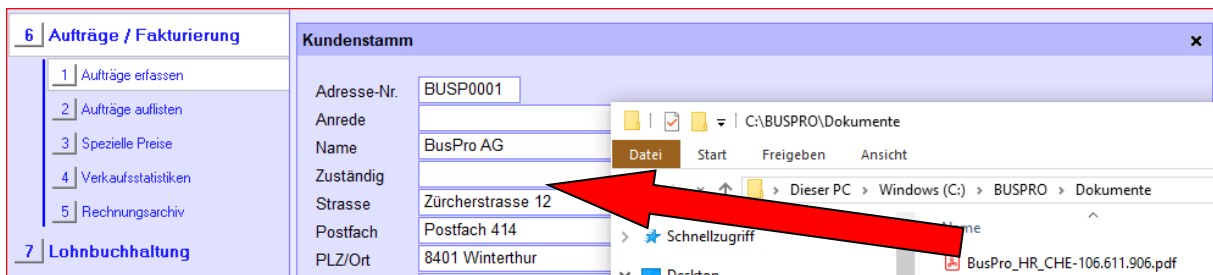 6 Aufträge / Fakturierung
1 Aufträge erfassen
2 Aufträge auflisten
3 Spezielle Preise
4 Verkaufsstatistiken
5 Rechnungsarchiv
7 Lohnbuchhaltung
Kundenstamm
Adresse-Nr. BUSP0001
Anrede
Name BusPro AG
Zuständig
Strasse Zürcherstrasse 12
Postfach Postfach 414
PLZ/Ort 8401 Winterthur
C:\BUSPRO\Dokumente
Datei Start Freigeben Ansicht
Dieser PC > Windows (C:) > BUSPRO > Dokumente
Schnellzugriff
BusPro_HR_CHE-106.611.906.pdf